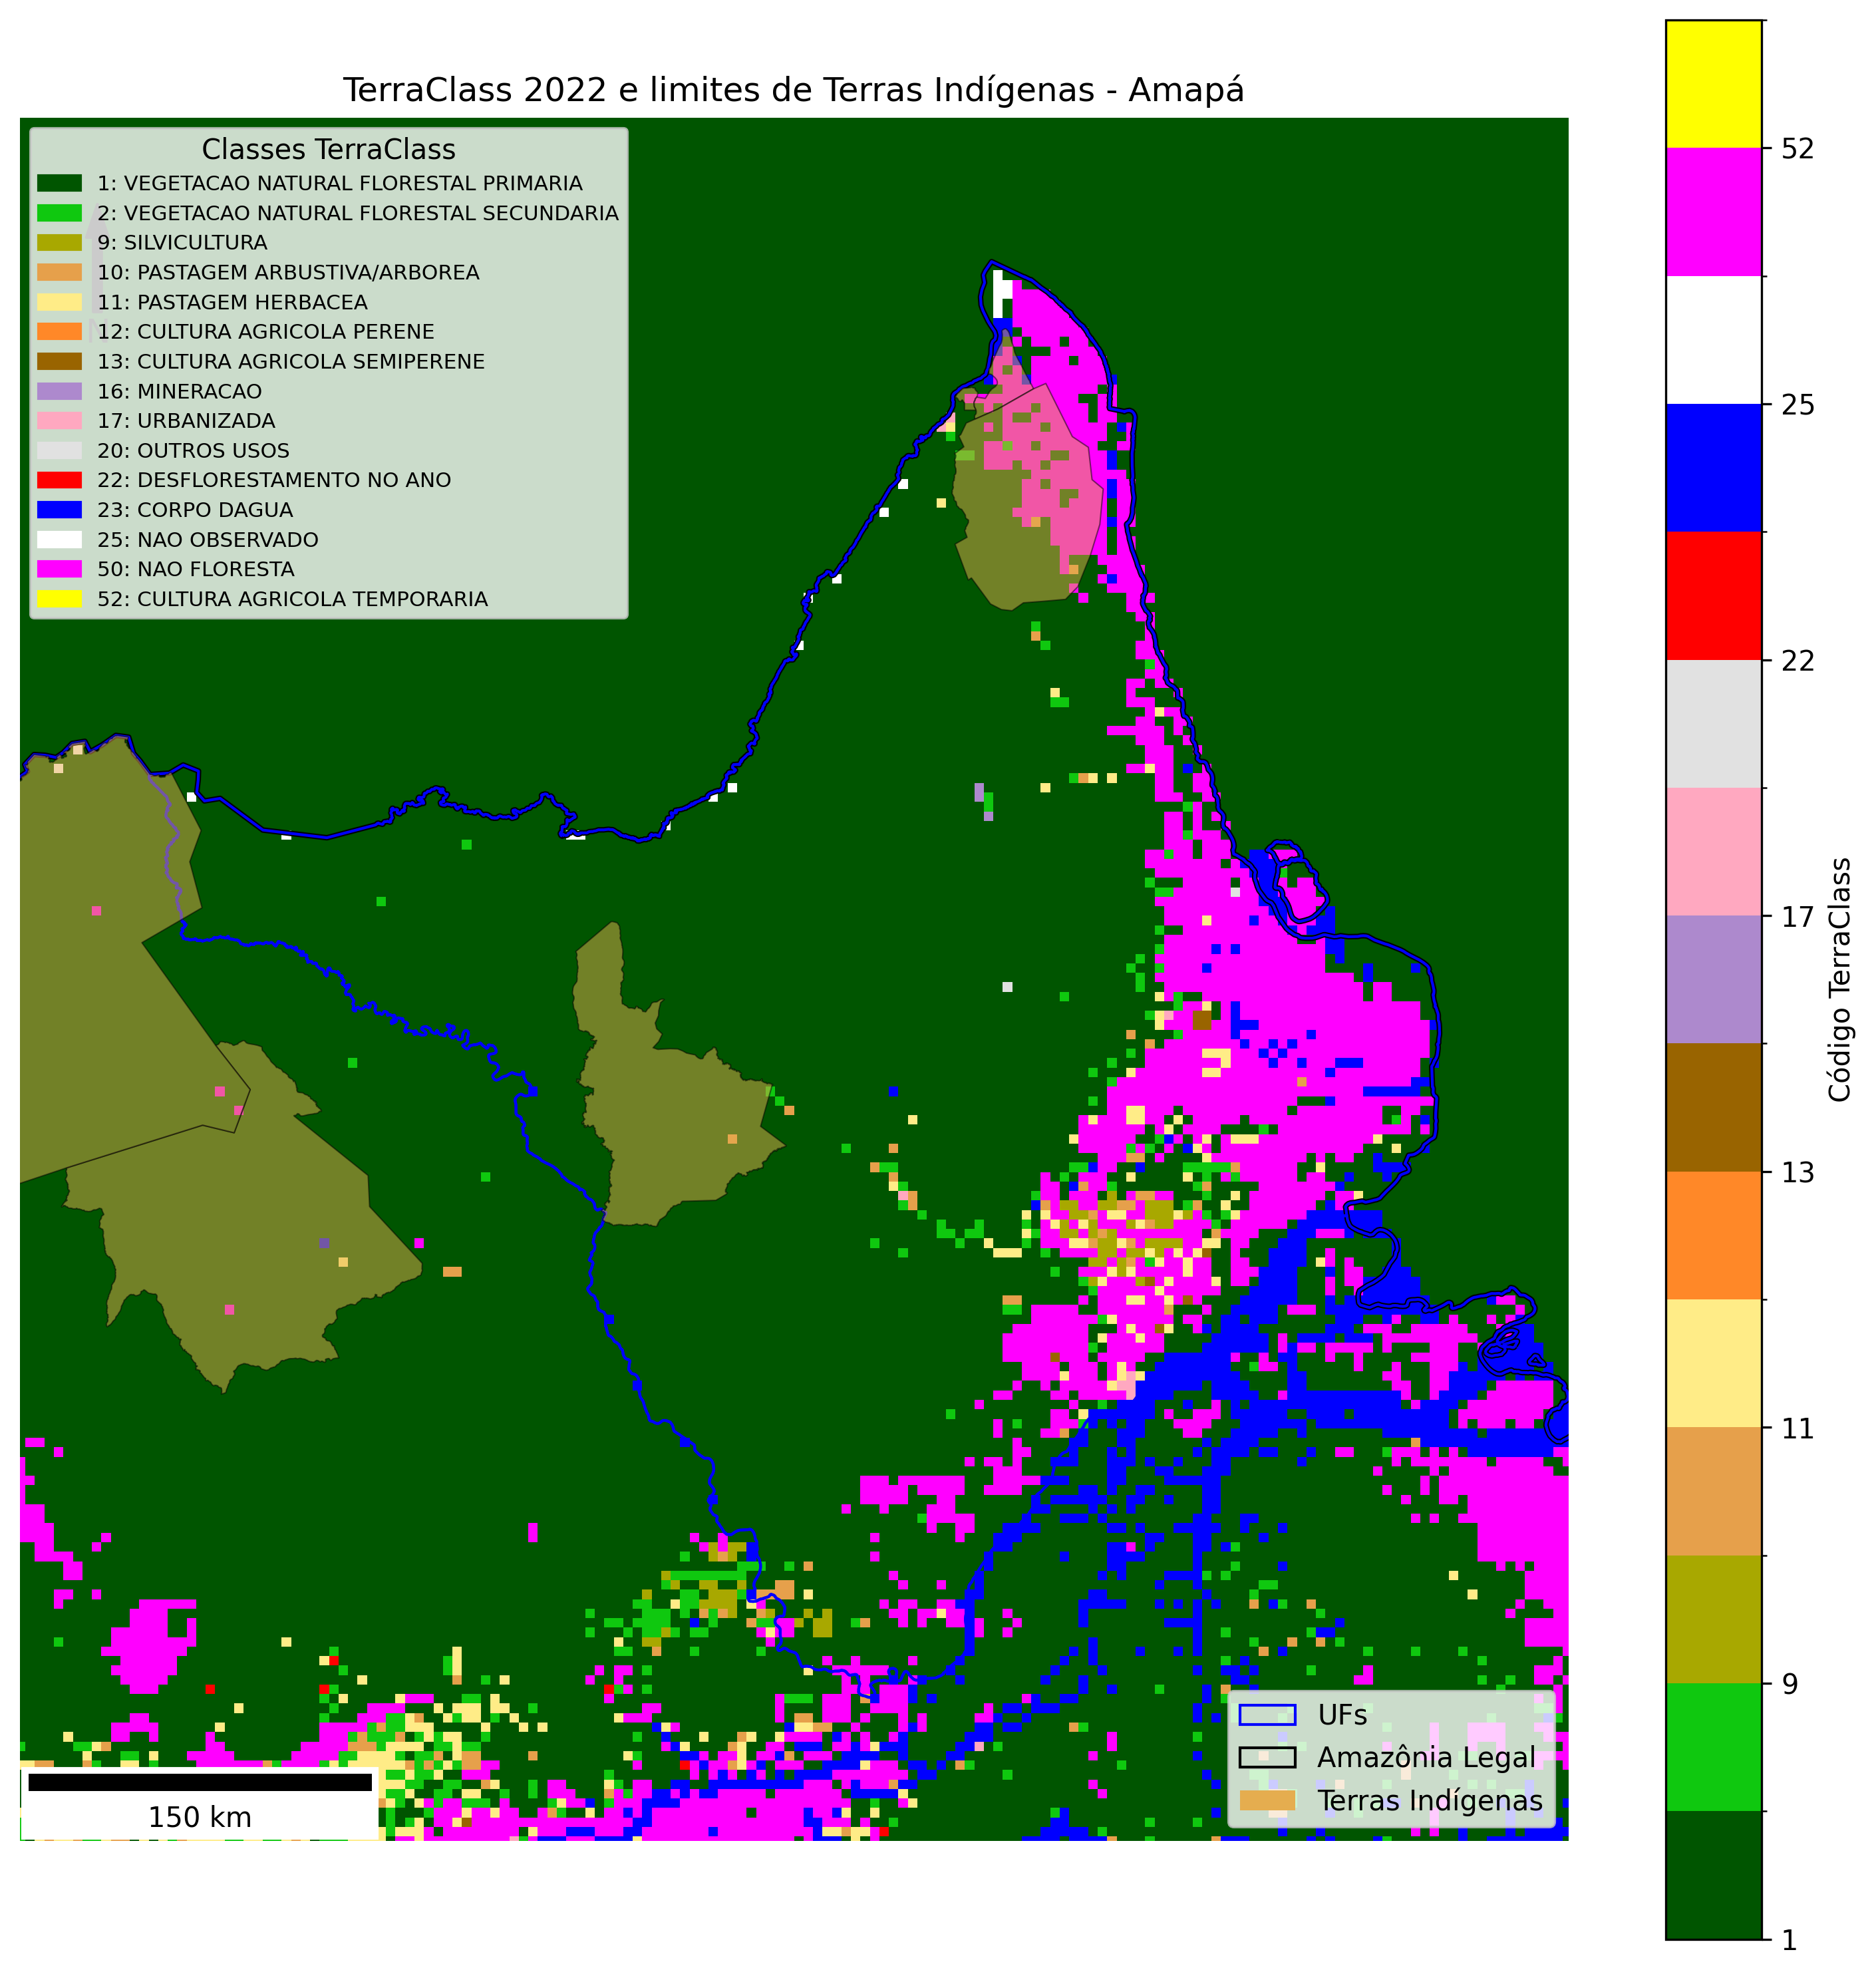 TerraClass 2022 e limites de Terras Indígenas - Amapá
Classes TerraClass
1: VEGETACAO NATURAL FLORESTAL PRIMARIA
2: VEGETACAO NATURAL FLORESTAL SECUNDARIA
9: SILVICULTURA
10: PASTAGEM ARBUSTIVA/ARBOREA
11: PASTAGEM HERBACEA
12: CULTURA AGRICOLA PERENE
13: CULTURA AGRICOLA SEMIPERENE
16: MINERACAO
17: URBANIZADA
20: OUTROS USOS
22: DESFLORESTAMENTO NO ANO
23: CORPO DAGUA
25: NAO OBSERVADO
50: NAO FLORESTA
52: CULTURA AGRICOLA TEMPORARIA
N
UFs
Amazônia Legal
Terras Indígenas
150 km
52
25
22
17
13
11
9
1
Código TerraClass